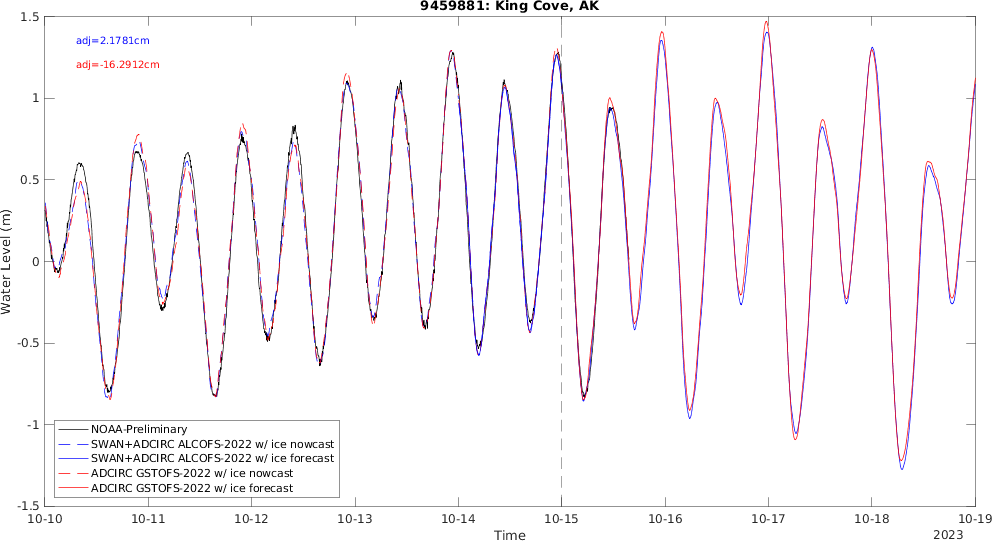 9459881: King Cove, AK
adj=2.1781cm
adj=-16.2912cm
1.5
1
0.5
0
-0.5
-1
-1.5
Water Level (m)
NOAA-Preliminary
SWAN+ADCIRC ALCOFS-2022 w/ ice nowcast
SWAN+ADCIRC ALCOFS-2022 w/ ice forecast
ADCIRC GSTOFS-2022 w/ ice nowcast
ADCIRC GSTOFS-2022 w/ ice forecast
10-10 10-11 10-12 10-13 10-14 10-15 10-16 10-17 10-18 10-19
Time
2023